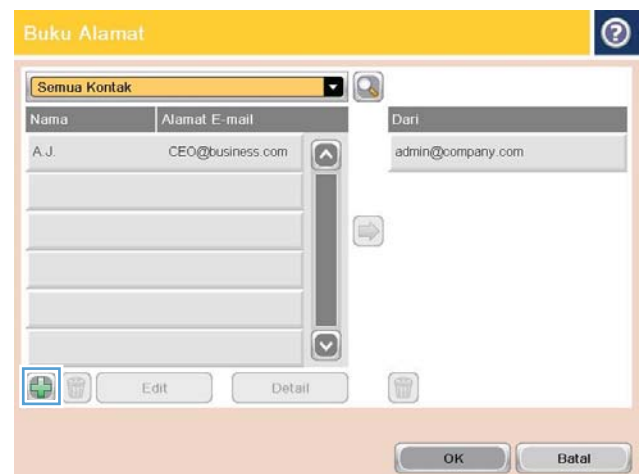 Buku Alamat
?
Semua Kontak
Nama Alamat E-mail Dari
A.J. CEO@business.com admin@company.com
Edit Detail
OK Batal